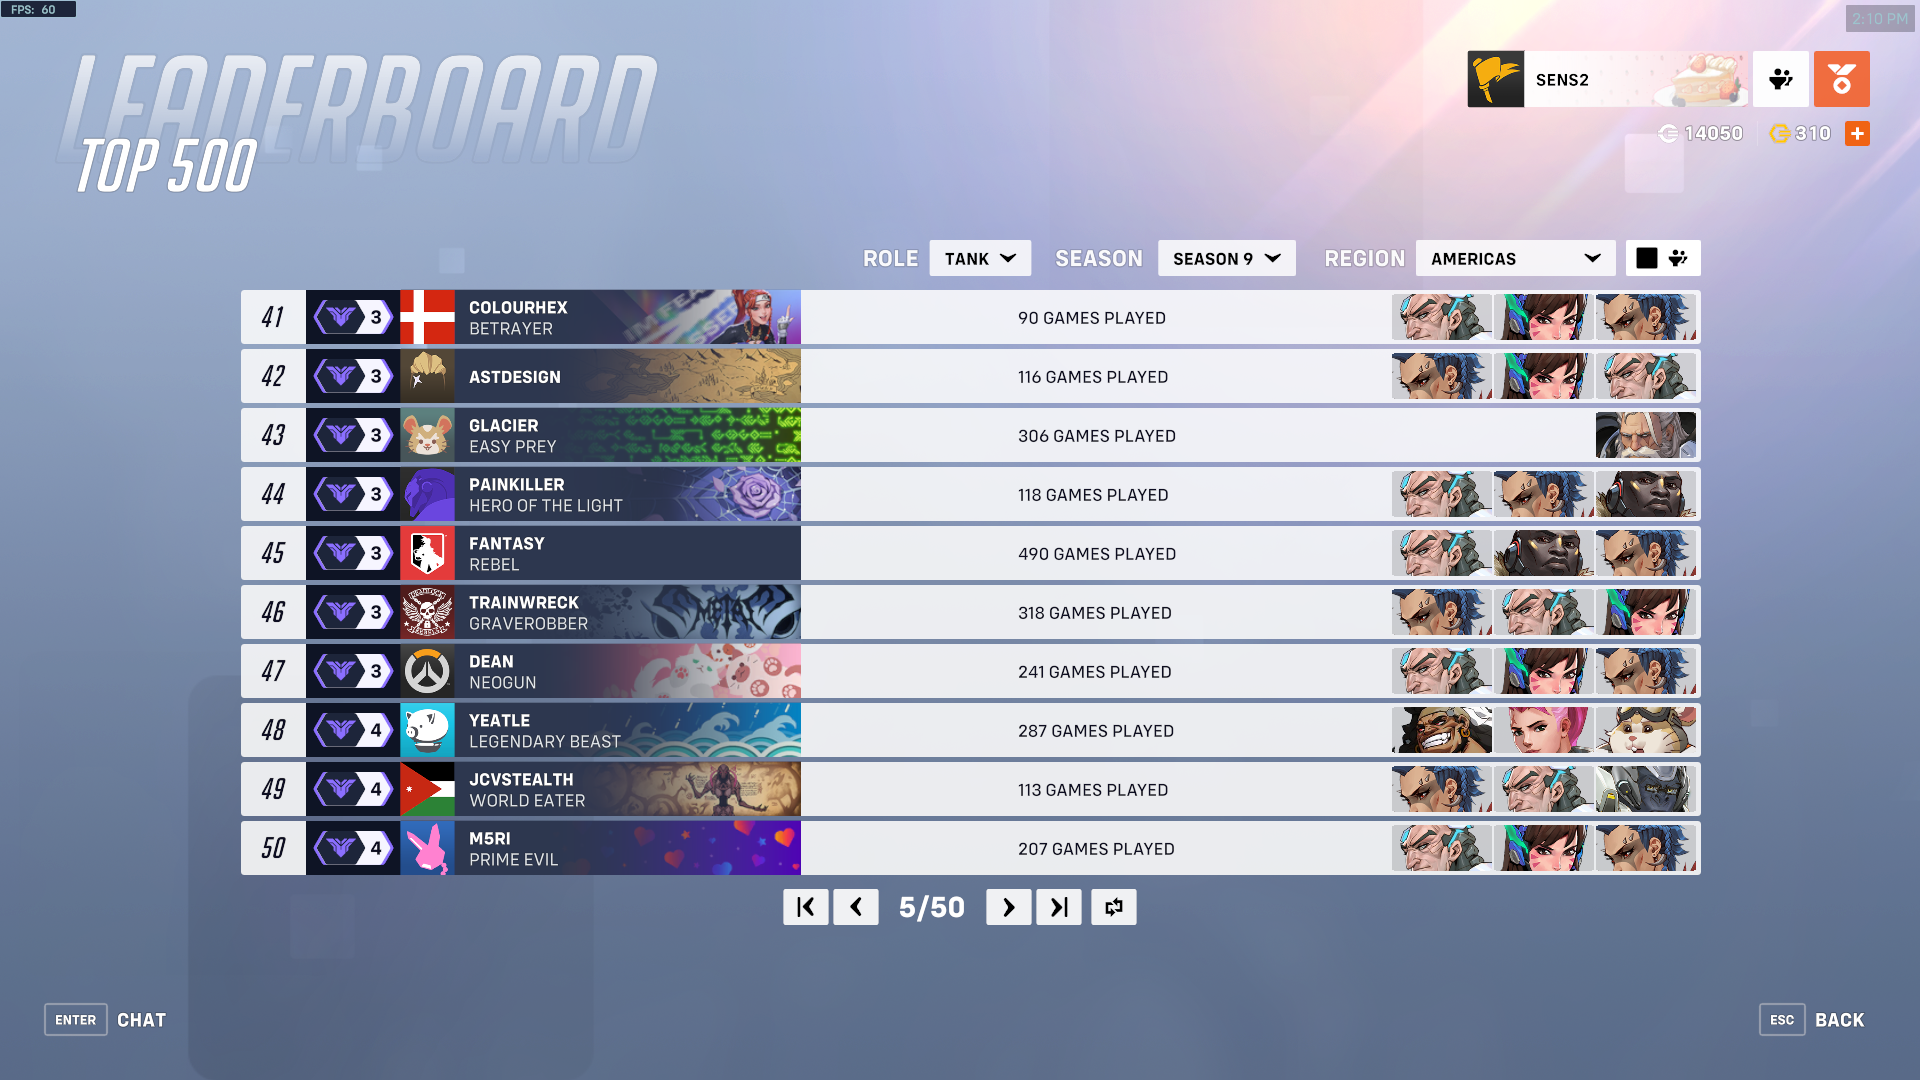 FPS: 60
2:10 PM
LEADERBOARD
TOP 500
SENS2
14050
310
ROLE TANK SEASON SEASON 9 REGION AMERICAS
41 3 COLOURHEX
BETRAYER
90 GAMES PLAYED
42 3 ASTDESIGN
116 GAMES PLAYED
43 3 GLACIER
EASY PREY
306 GAMES PLAYED
44 3 PAINKILLER
HERO OF THE LIGHT
118 GAMES PLAYED
45 3 FANTASY
REBEL
490 GAMES PLAYED
46 3 TRAINWRECK
GRAVEROBBER
318 GAMES PLAYED
47 3 DEAN
NEOGUN
241 GAMES PLAYED
48 4 YEATLE
LEGENDARY BEAST
287 GAMES PLAYED
49 4 JCVSTEALTH
WORLD EATER
113 GAMES PLAYED
50 4 M5RI
PRIME EVIL
207 GAMES PLAYED
5/50
ENTER CHAT
ESC BACK